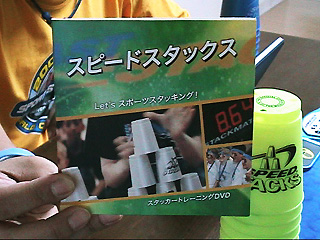 スピードスタックス
Let's スポーツスタッキング!
864
TACKMAT
スタッカートレーニングDVD
SPEED
STACKS